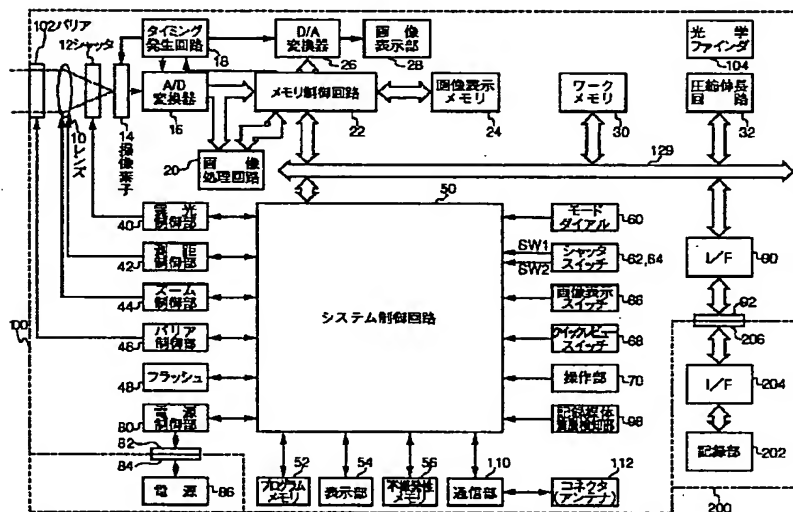 102バリア
12シャッタ
タイミング
発生回路
18
D/A
変換器
26
画像
表示部
28
光学
ファインダ
104
A/D
変換器
16
メモリ制御回路
22
画像表示
メモリ
24
ワーク
メモリ
30
圧縮伸長
回路
32
10レンズ
14撮像素子
20
画像
処理回路
129
50
システム制御回路
露光
制御部
40
測距
制御部
42
ズーム
制御部
44
バリア
制御部
46
フラッシュ
48
電源
制御部
80
82
84
電源
86
100
モード
ダイアル
60
SW1
SW2
シャッタ
スイッチ
62,64
画像表示
スイッチ
66
クイックレビュー
スイッチ
68
操作部
70
記録媒体
着脱検知部
98
I/F
90
92
206
I/F
204
記録部
202
200
プログラム
メモリ
52
表示部
54
不揮発性
メモリ
56
通信部
110
コネクタ
(アンテナ)
112